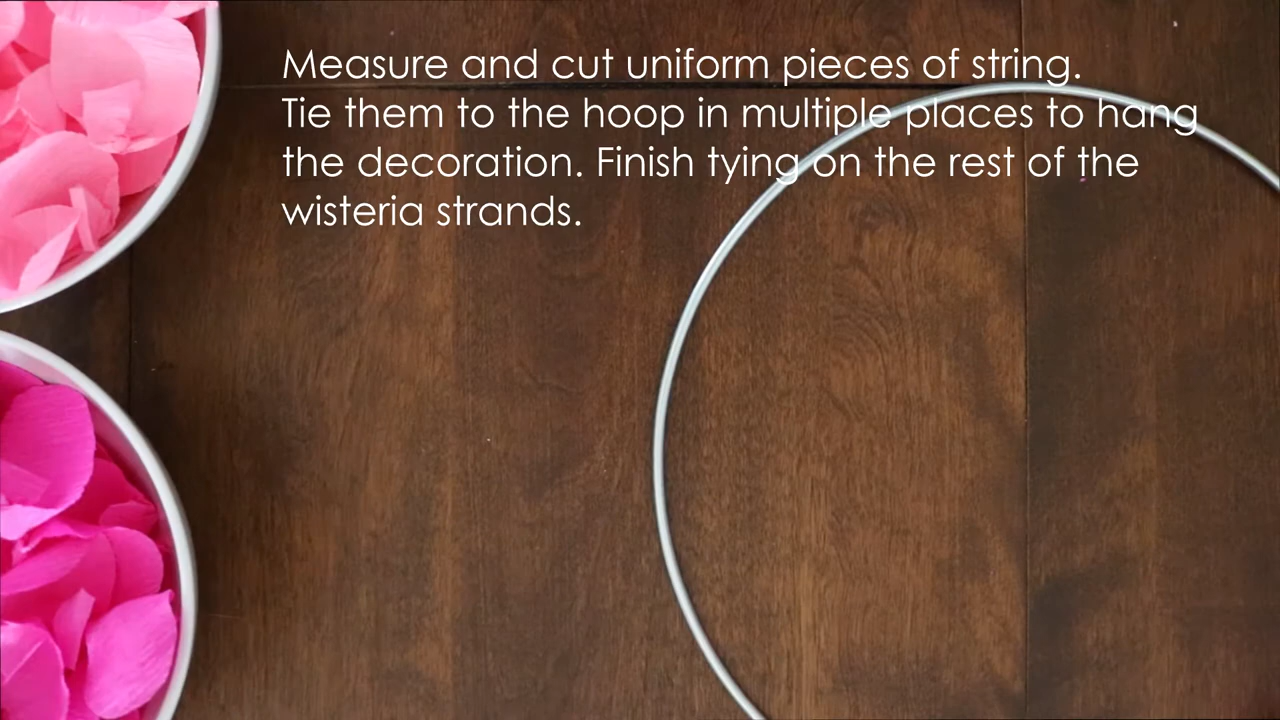 Measure and cut uniform pieces of string.
Tie them to the hoop in multiple places to hang
the decoration. Finish tying on the rest of the
wisteria strands.